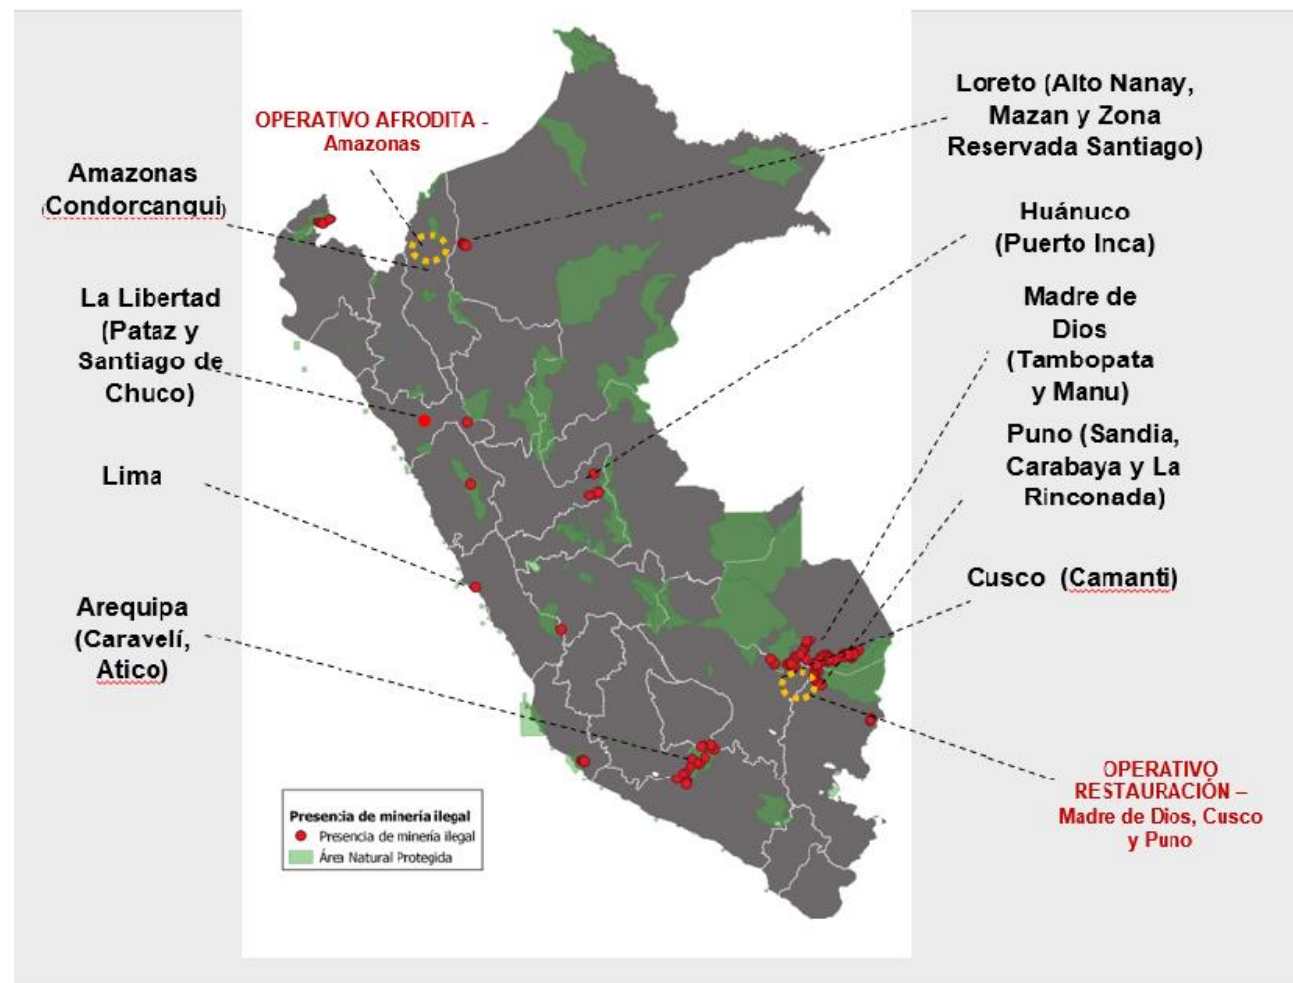 OPERATIVO AFRODITA -
Amazonas
Amazonas
(Condorcanqui)
La Libertad
(Pataz y
Santiago de
Chuco)
Lima
Arequipa
(Caravelí,
Atico)
Loreto (Alto Nanay,
Mazan y Zona
Reservada Santiago)
Huánuco
(Puerto Inca)
Madre de
Dios
(Tambopata
y Manu)
Puno (Sandia,
Carabaya y La
Rinconada)
Cusco (Camanti)
OPERATIVO
RESTAURACIÓN –
Madre de Dios, Cusco
y Puno
Presencia de minería ilegal
Presencia de minería ilegal
Área Natural Protegida